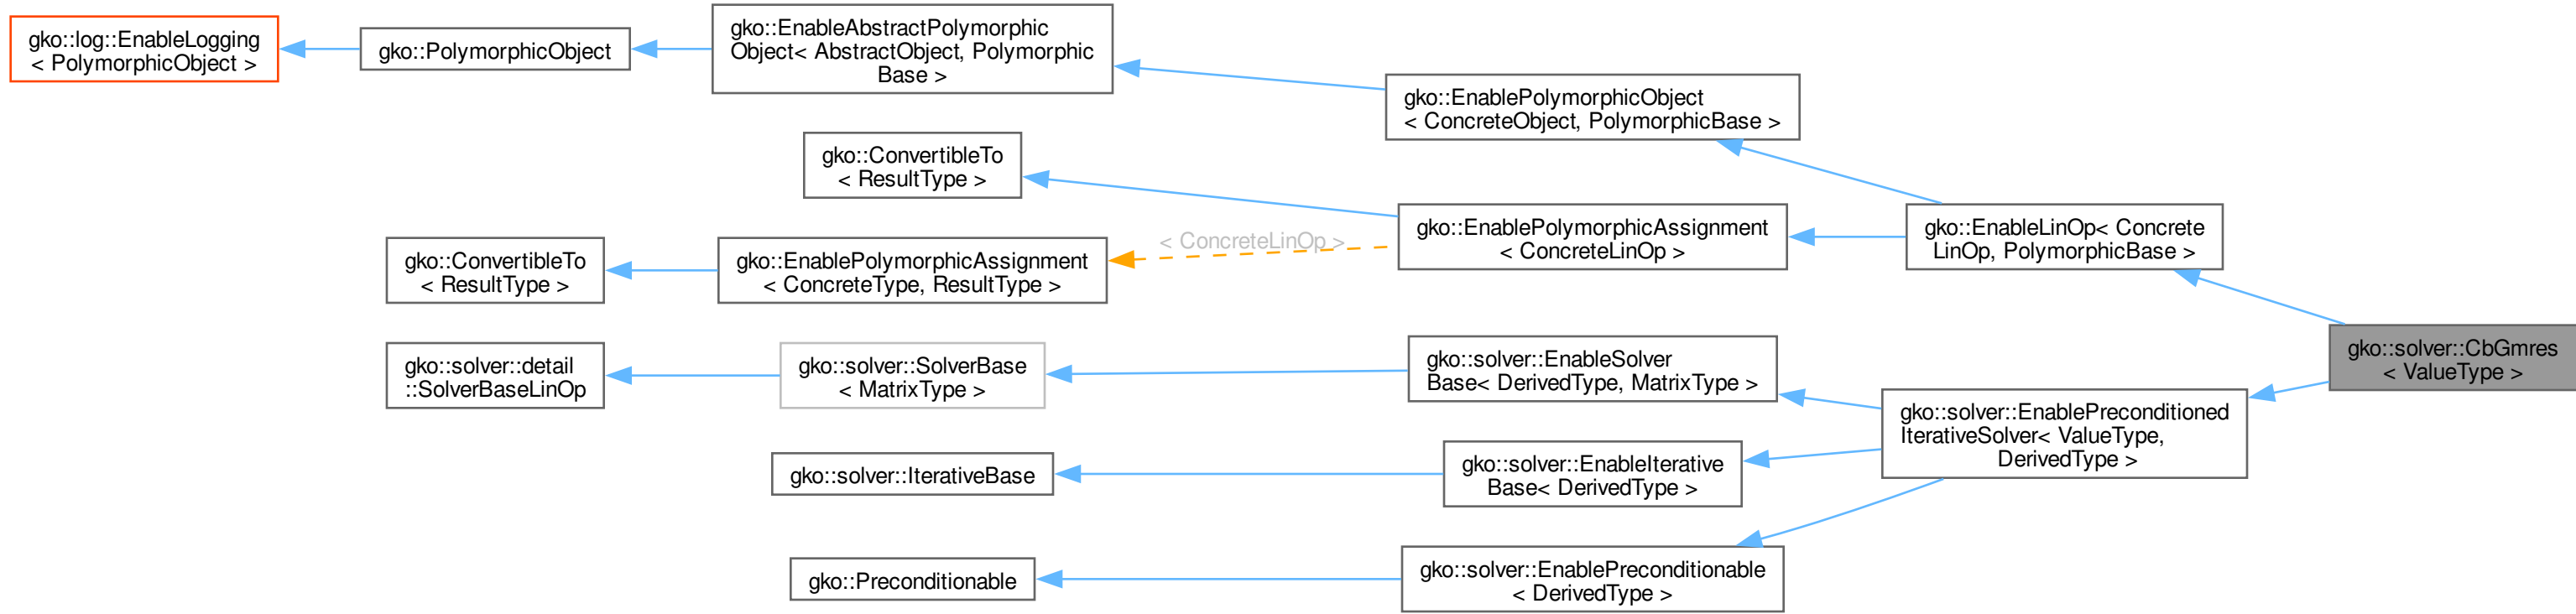 gko::log::EnableLogging
< PolymorphicObject >
gko::PolymorphicObject
gko::EnableAbstractPolymorphic
Object< AbstractObject, Polymorphic
Base >
gko::EnablePolymorphicObject
< ConcreteObject, PolymorphicBase >
gko::ConvertibleTo
< ResultType >
gko::EnablePolymorphicAssignment
< ConcreteLinOp >
gko::EnableLinOp< Concrete
LinOp, PolymorphicBase >
gko::ConvertibleTo
< ResultType >
gko::EnablePolymorphicAssignment
< ConcreteType, ResultType >
< ConcreteLinOp >
gko::solver::detail
::SolverBaseLinOp
gko::solver::SolverBase
< MatrixType >
gko::solver::EnableSolver
Base< DerivedType, MatrixType >
gko::solver::CbGmres
< ValueType >
gko::solver::EnablePreconditioned
IterativeSolver< ValueType,
DerivedType >
gko::solver::IterativeBase
gko::solver::EnableIterative
Base< DerivedType >
gko::Preconditionable
gko::solver::EnablePreconditionable
< DerivedType >